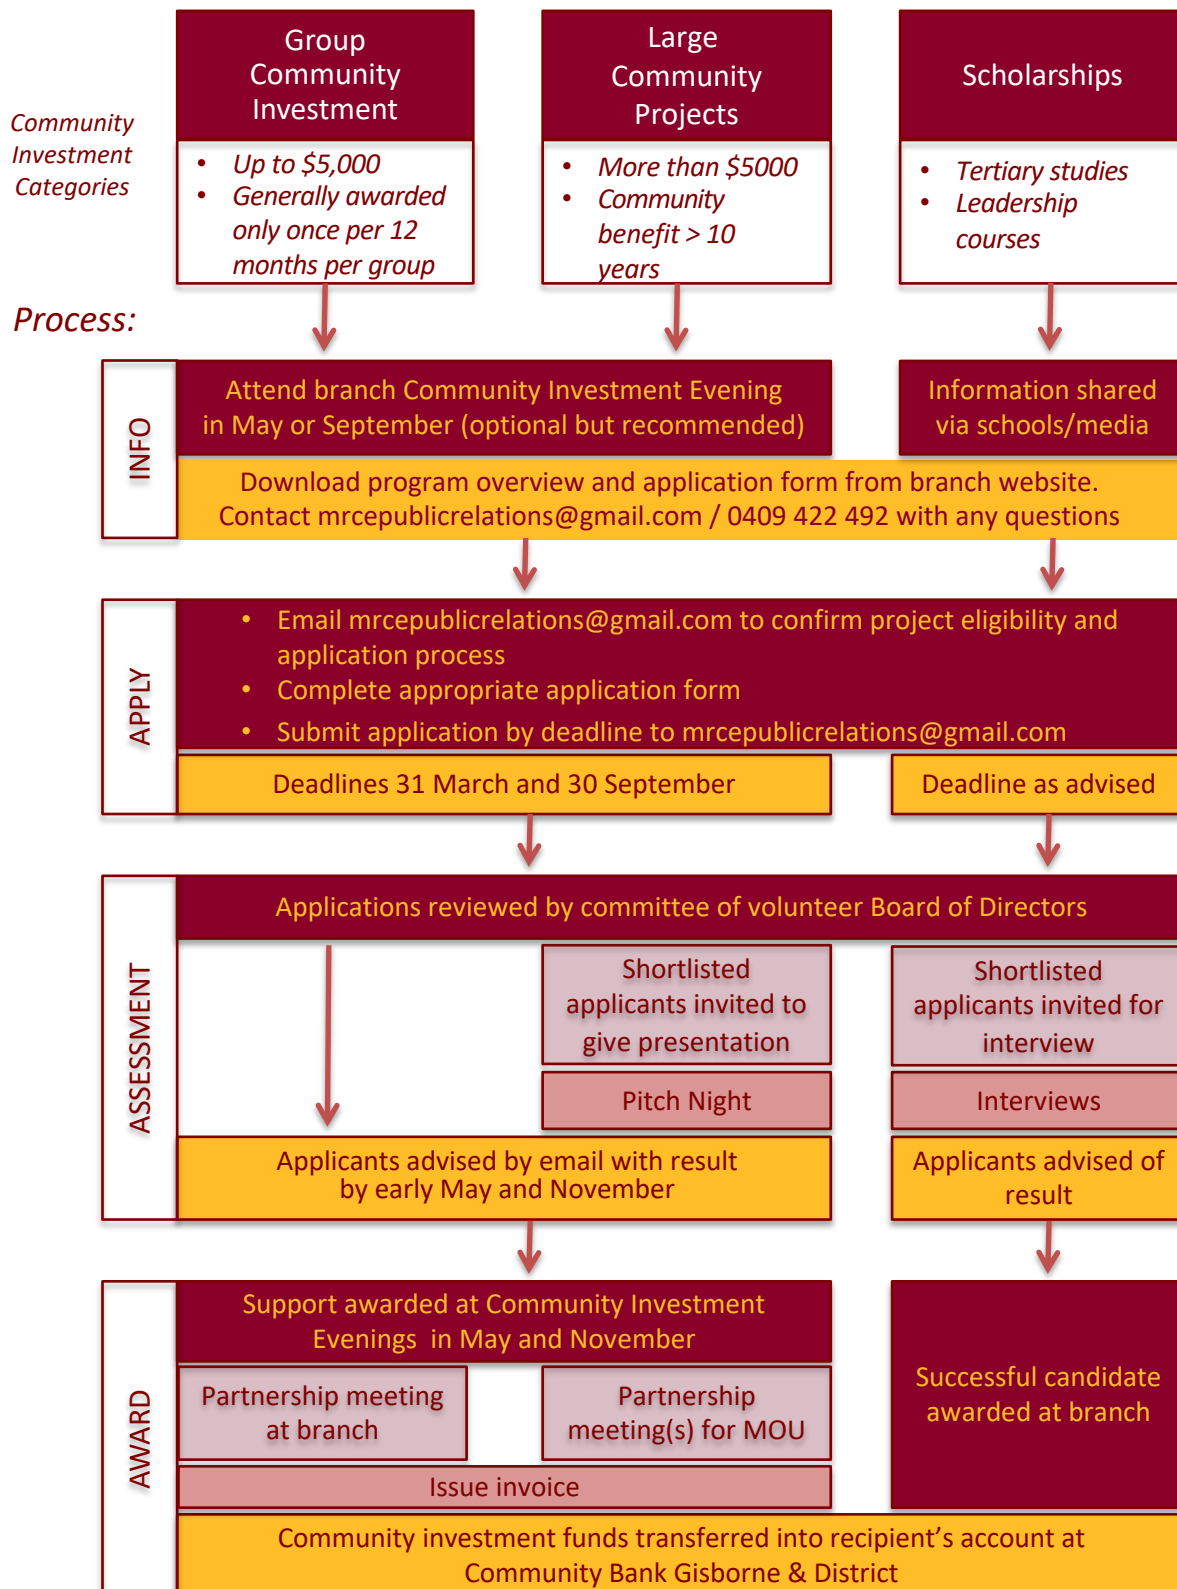 Group
Community
Investment
Large
Community
Projects
Scholarships
Community
Investment
Categories
• Up to $5,000
• Generally awarded
only once per 12
months per group
• More than $5000
• Community
benefit > 10
years
• Tertiary studies
• Leadership
courses
Process:
INFO
Attend branch Community Investment Evening
in May or September (optional but recommended)
Information shared
via schools/media
Download program overview and application form from branch website.
Contact mrcepublicrelations@gmail.com / 0409 422 492 with any questions
APPLY
• Email mrcepublicrelations@gmail.com to confirm project eligibility and
application process
• Complete appropriate application form
• Submit application by deadline to mrcepublicrelations@gmail.com
Deadlines 31 March and 30 September
Deadline as advised
ASSESSMENT
Applications reviewed by committee of volunteer Board of Directors
Shortlisted
applicants invited to
give presentation
Shortlisted
applicants invited for
interview
Pitch Night
Interviews
Applicants advised by email with result
by early May and November
Applicants advised of
result
AWARD
Support awarded at Community Investment
Evenings in May and November
Partnership meeting
at branch
Partnership
meeting(s) for MOU
Successful candidate
awarded at branch
Issue invoice
Community investment funds transferred into recipient's account at
Community Bank Gisborne & District